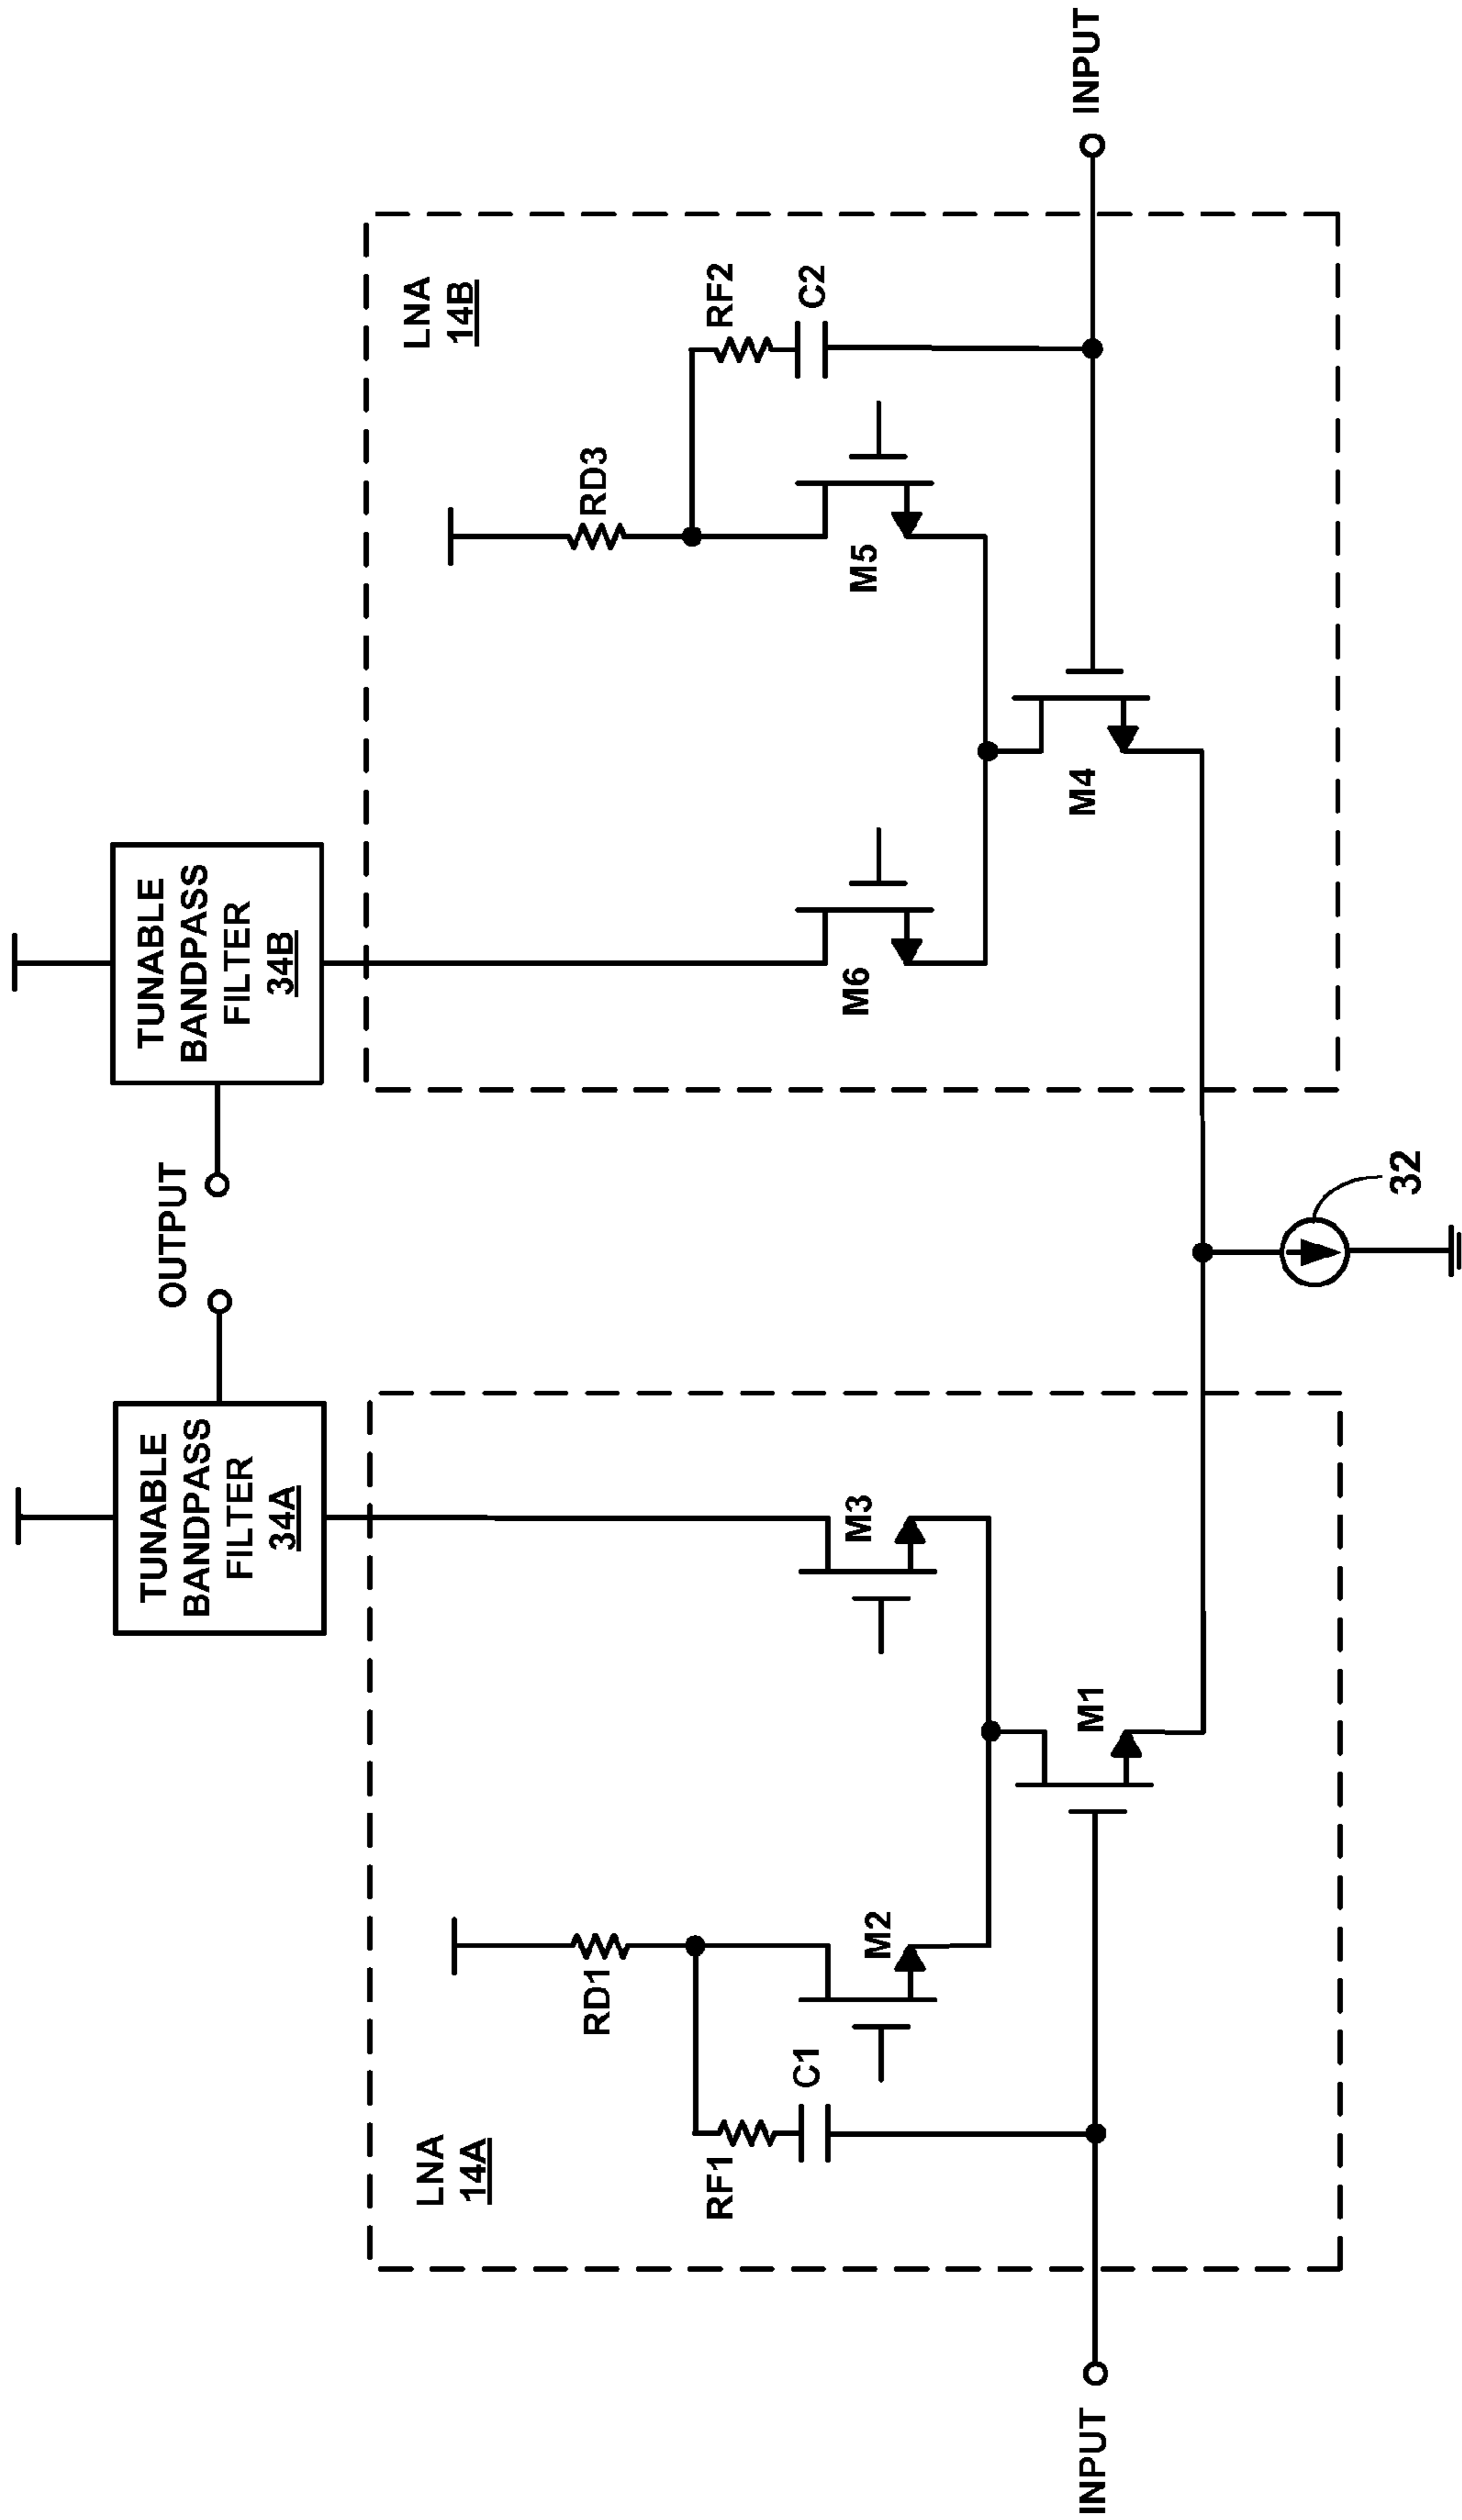 TUNABLE
BANDPASS
FILTER
34A
OUTPUT
TUNABLE
BANDPASS
FILTER
34B
LNA
14A
RD1
RF1
C1
M2
M3
M1
INPUT
LNA
14B
RD3
RF2
C2
M5
M6
M4
INPUT
32